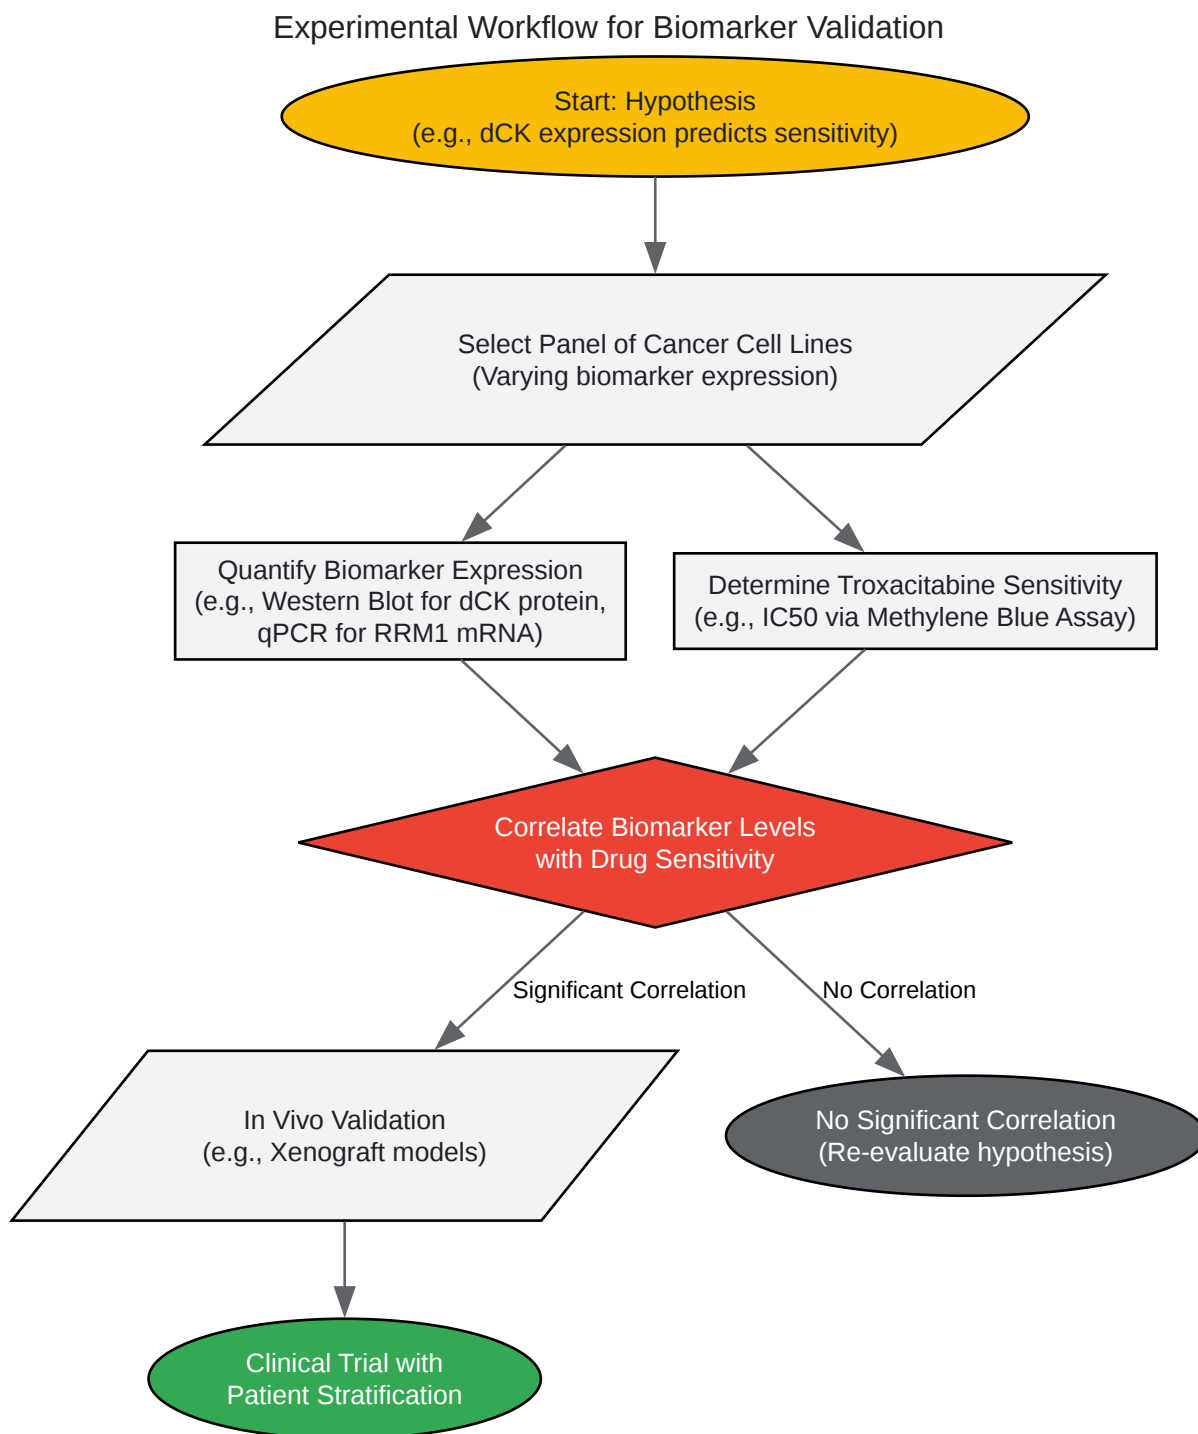 Experimental Workflow for Biomarker Validation
Start: Hypothesis
(e.g., dCK expression predicts sensitivity)
Select Panel of Cancer Cell Lines
(Varying biomarker expression)
Quantify Biomarker Expression
(e.g., Western Blot for dCK protein,
qPCR for RRM1 mRNA)
Determine Troxacitabine Sensitivity
(e.g., IC50 via Methylene Blue Assay)
Correlate Biomarker Levels
with Drug Sensitivity
Significant Correlation
No Correlation
In Vivo Validation
(e.g., Xenograft models)
No Significant Correlation
(Re-evaluate hypothesis)
Clinical Trial with
Patient Stratification